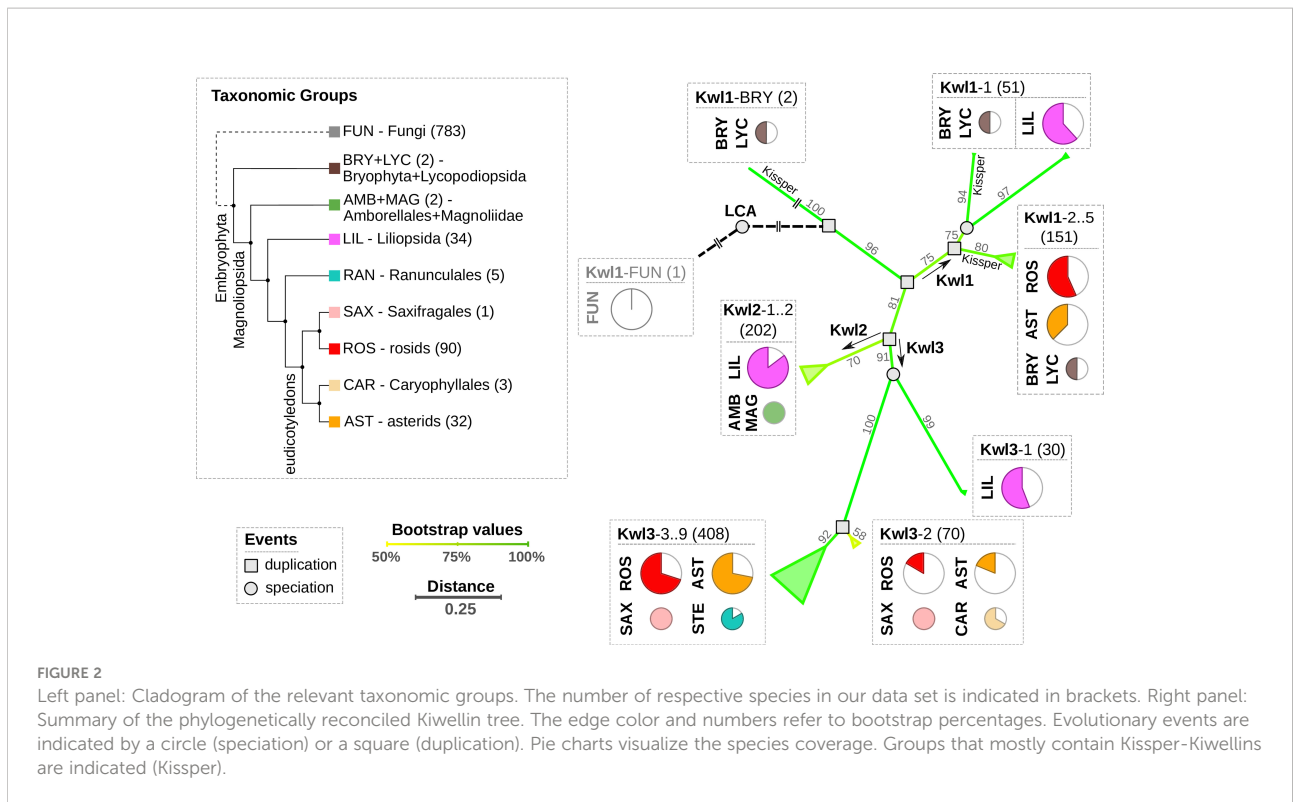 Taxonomic Groups
FUN - Fungi (783)
BRY+LYC (2) -
Bryophyta+Lycopodiopsida
AMB+MAG (2) -
Amborellales+Magnoliidae
LIL - Liliopsida (34)
RAN - Ranunculales (5)
SAX - Saxifragales (1)
ROS - rosids (90)
CAR - Caryophyllales (3)
AST - asterids (32)
Embryophyta
Magnoliopsida
eudicotyledons
Events
duplication
speciation
Bootstrap values
50%
75%
100%
Distance
0.25
Kwl1-BRY (2)
BRY
LYC
Kissper
100
LCA
Kwl1-FUN (1)
FUN
96
Kwl1-1 (51)
BRY
LYC
LIL
94
Kissper
97
75
75
80
Kissper
Kwl1
Kwl1-2..5
(151)
ROS
AST
BRY
LYC
81
Kwl2
Kwl3
70
91
Kwl2-1..2
(202)
LIL
AMB
MAG
100
99
Kwl3-1 (30)
LIL
92
58
Kwl3-3..9 (408)
ROS
AST
SAX
STE
Kwl3-2 (70)
ROS
AST
SAX
CAR
FIGURE 2
Left panel: Cladogram of the relevant taxonomic groups. The number of respective species in our data set is indicated in brackets. Right panel:
Summary of the phylogenetically reconciled Kiwellin tree. The edge color and numbers refer to bootstrap percentages. Evolutionary events are
indicated by a circle (speciation) or a square (duplication). Pie charts visualize the species coverage. Groups that mostly contain Kissper-Kiwellins
are indicated (Kissper).